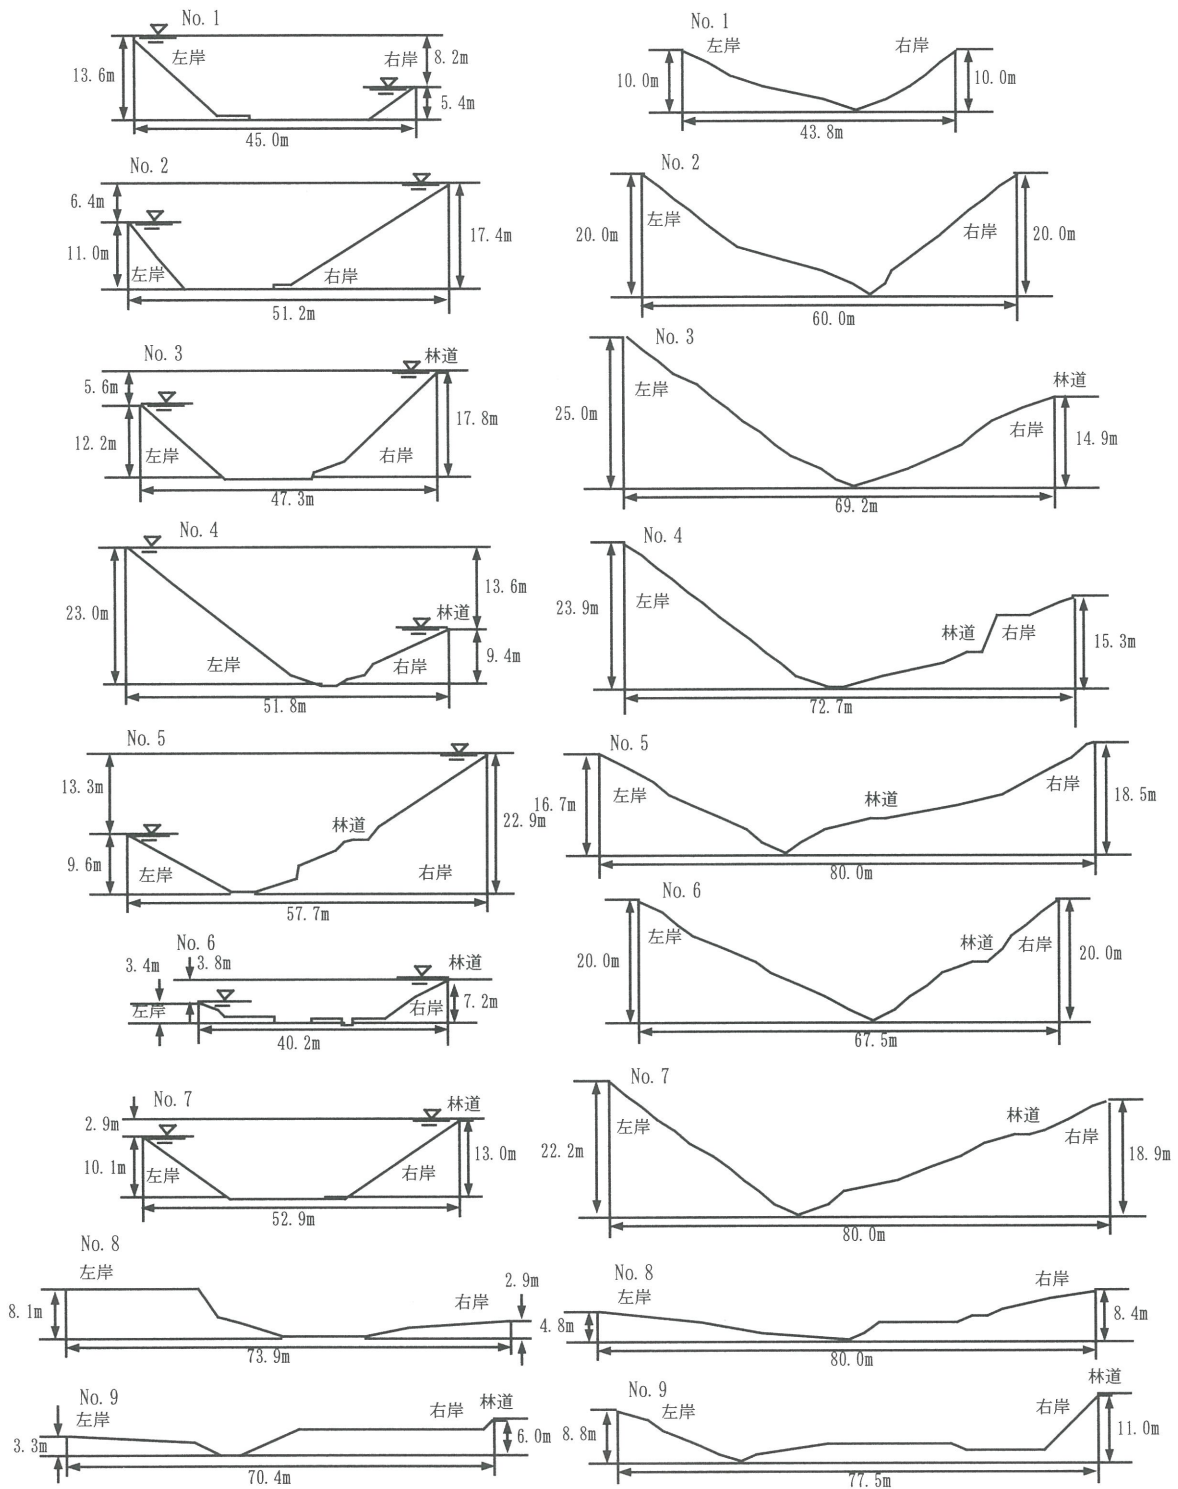 No. 1
左岸
右岸
13.6m
8.2m
5.4m
45.0m
No. 2
6.4m
11.0m
左岸
右岸
17.4m
51.2m
No. 3
林道
5.6m
12.2m
左岸
右岸
17.8m
47.3m
No. 4
23.0m
13.6m
林道
左岸
右岸
9.4m
51.8m
No. 5
13.3m
林道
22.9m
9.6m
左岸
右岸
57.7m
No. 6
3.4m
3.8m
林道
左岸
右岸
7.2m
40.2m
No. 7
林道
2.9m
10.1m
左岸
右岸
13.0m
52.9m
No. 8
左岸
2.9m
右岸
8.1m
73.9m
No. 9
左岸
右岸
林道
3.3m
6.0m
70.4m
No. 1
左岸
右岸
10.0m
10.0m
43.8m
No. 2
左岸
右岸
20.0m
20.0m
60.0m
No. 3
林道
左岸
右岸
25.0m
14.9m
69.2m
No. 4
左岸
23.9m
林道
右岸
15.3m
72.7m
No. 5
右岸
左岸
林道
16.7m
18.5m
80.0m
No. 6
左岸
林道
右岸
20.0m
20.0m
67.5m
No. 7
林道
左岸
右岸
22.2m
18.9m
80.0m
No. 8
右岸
左岸
4.8m
8.4m
80.0m
林道
No. 9
左岸
右岸
8.8m
11.0m
77.5m